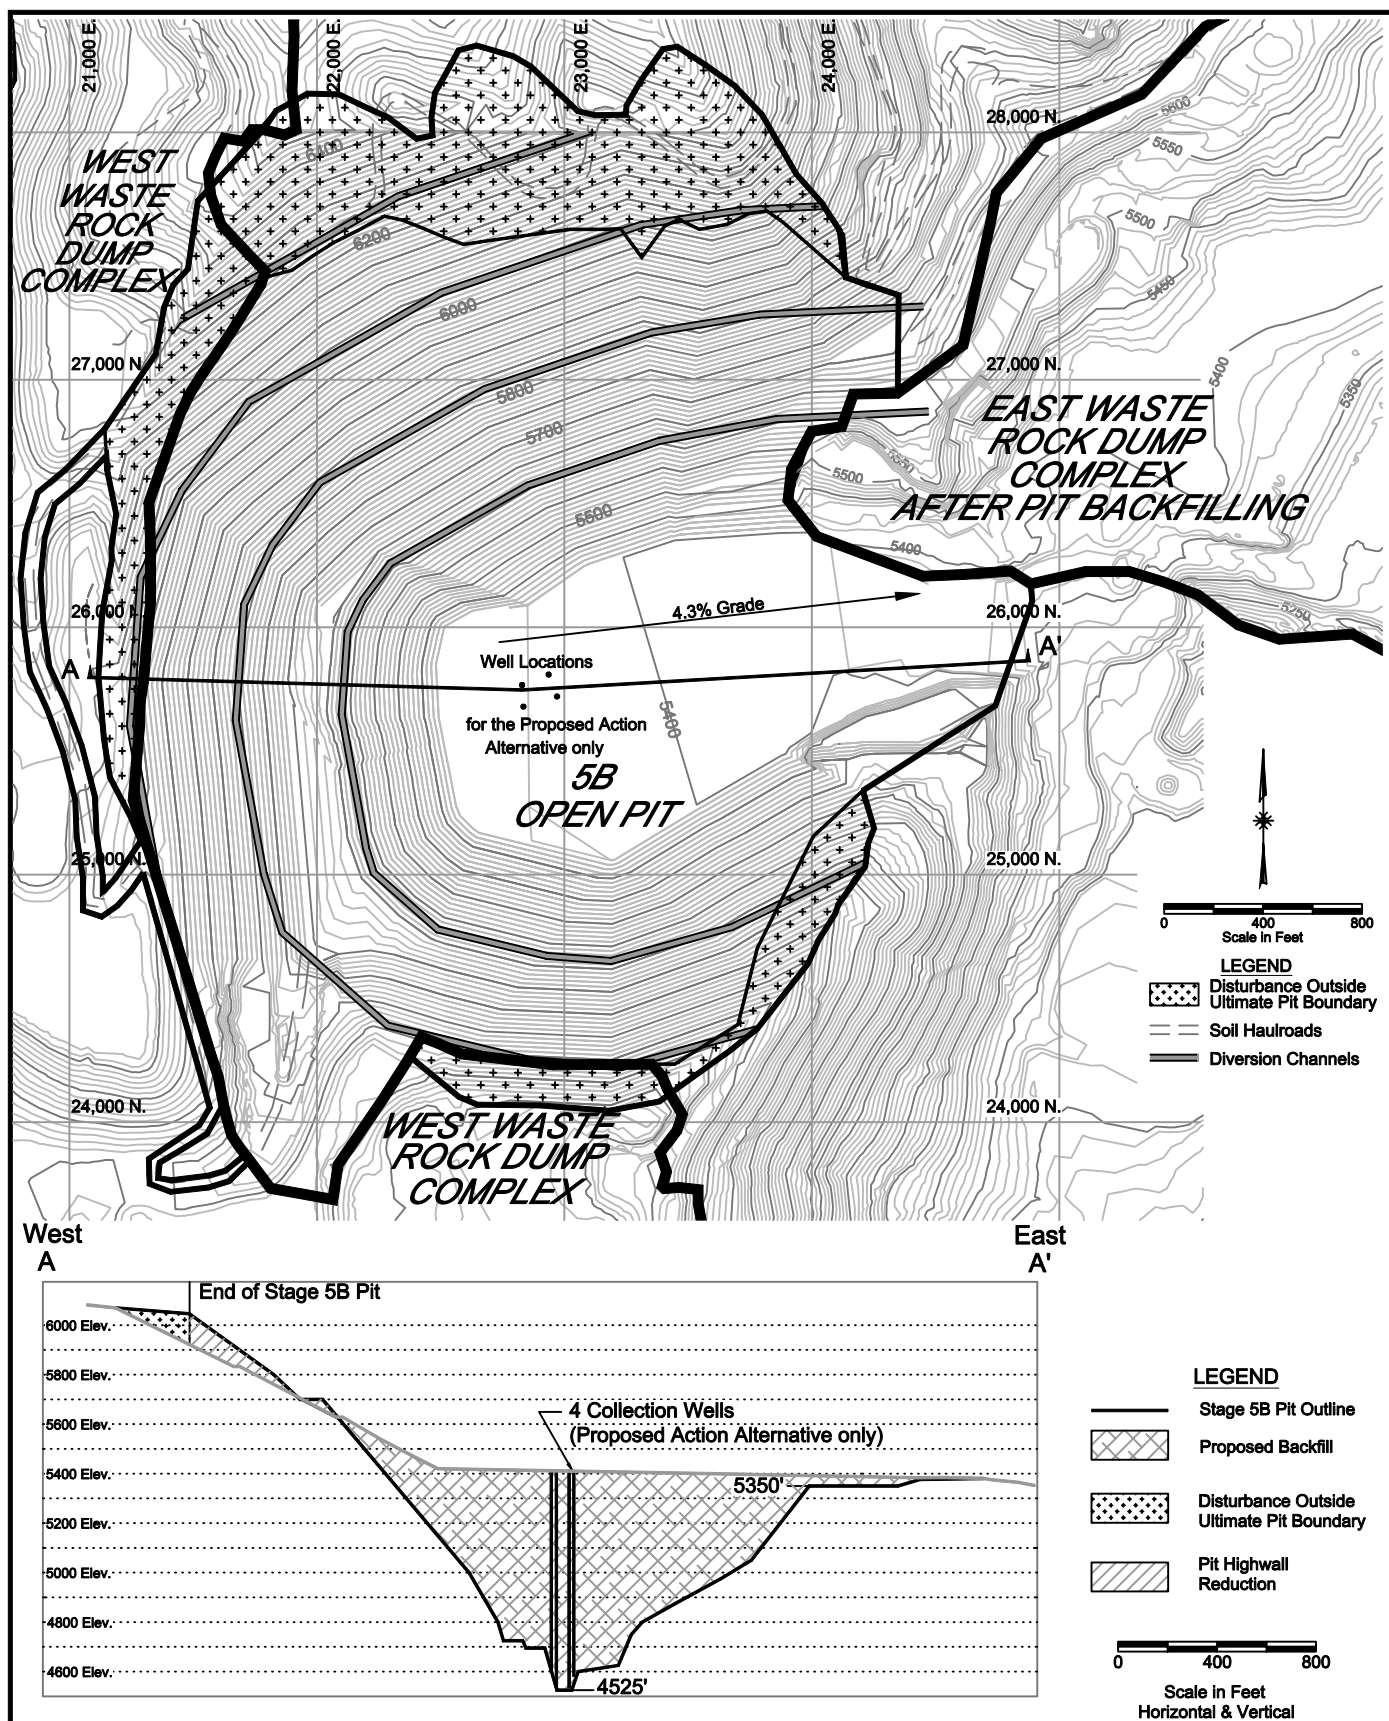 21,000 E.
22,000 E.
23,000 E.
24,000 E.
28,000 N.
5600
5550
WEST
WASTE
ROCK
DUMP
COMPLEX
6400
6200
6000
5500
5450
27,000 N.
27,000 N.
5800
5700
5400
5350
EAST WASTE
ROCK DUMP
COMPLEX
AFTER PIT BACKFILLING
5550
5500
5500
5400
26,000 N.
26,000 N.
5250
4.3% Grade
A
A'
Well Locations
for the Proposed Action
Alternative only
5400
5B
OPEN PIT
25,000 N.
25,000 N.
0 400 800
Scale in Feet
LEGEND
Disturbance Outside
Ultimate Pit Boundary
Soil Haulroads
Diversion Channels
24,000 N.
24,000 N.
WEST WASTE
ROCK DUMP
COMPLEX
West
A
East
A'
End of Stage 5B Pit
6000 Elev.
5800 Elev.
5600 Elev.
5400 Elev.
5200 Elev.
5000 Elev.
4800 Elev.
4600 Elev.
4 Collection Wells
(Proposed Action Alternative only)
5350'
4525'
LEGEND
Stage 5B Pit Outline
Proposed Backfill
Disturbance Outside
Ultimate Pit Boundary
Pit Highwall
Reduction
0 400 800
Scale in Feet
Horizontal & Vertical